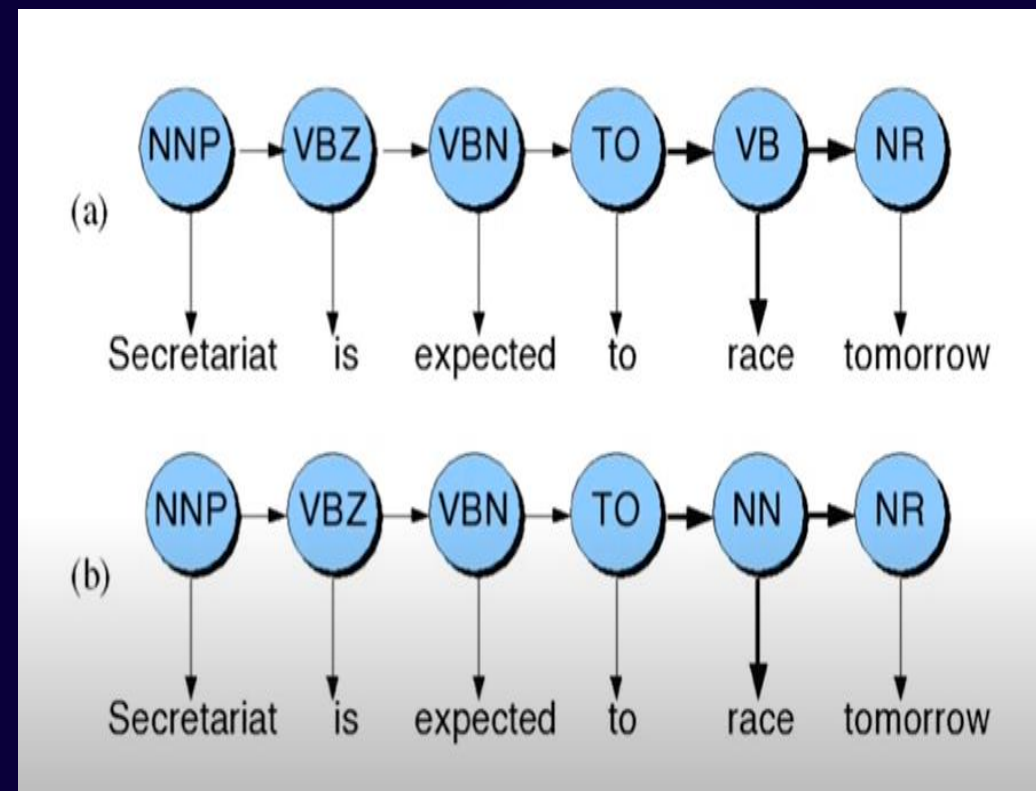 NNP VBZ VBN TO VB NR
(a)
Secretariat is expected to race tomorrow
NNP VBZ VBN TO NN NR
(b)
Secretariat is expected to race tomorrow